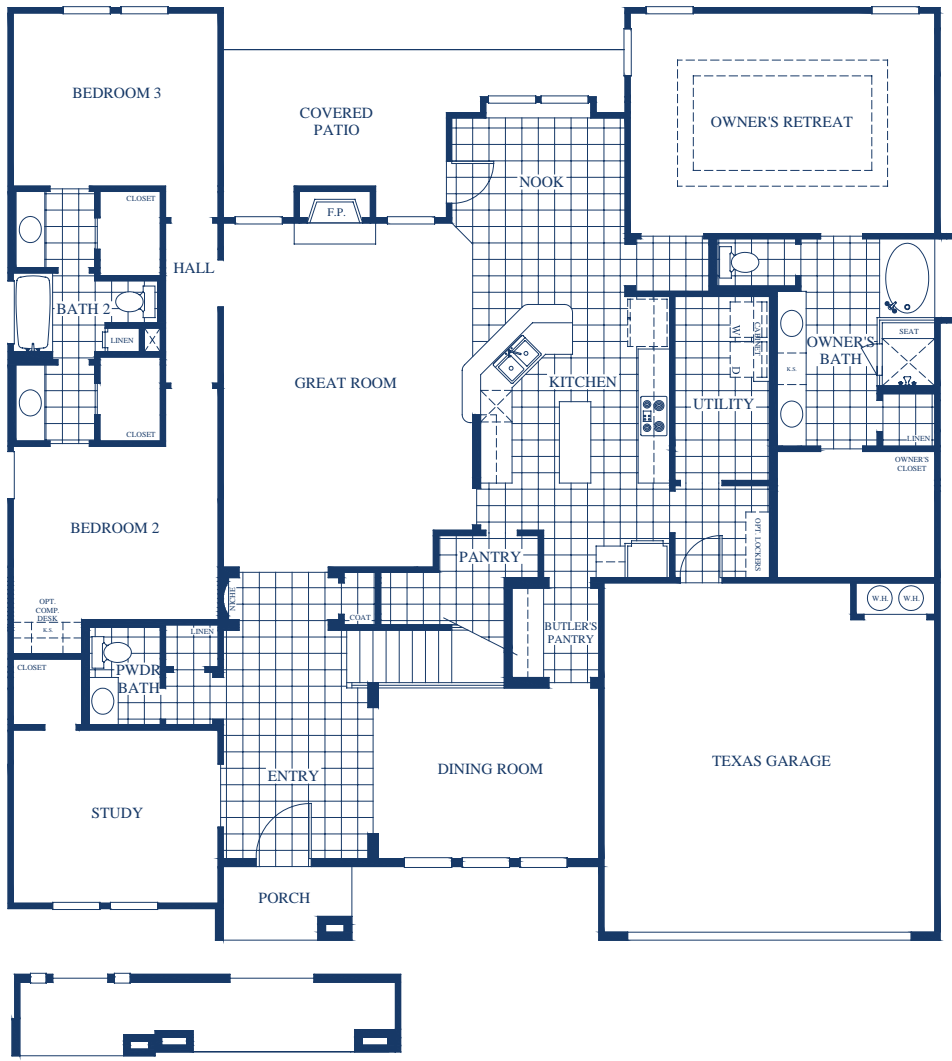 BEDROOM 3
COVERED
PATIO
OWNER'S RETREAT
NOOK
CLOSET
F.P.
HALL
BATH 2
LINEN
X
SEAT
OWNER'S
BATH
K.S.
W
D
CABINET
GREAT ROOM
KITCHEN
UTILITY
CLOSET
LINEN
OWNER'S
CLOSET
BEDROOM 2
PANTRY
OPT. LOCKERS
NICHE
COAT
OPT.
COMP.
DESK
K.S.
LINEN
BUTLER'S
PANTRY
W.H.
W.H.
CLOSET
PWDR
BATH
ENTRY
DINING ROOM
TEXAS GARAGE
STUDY
PORCH